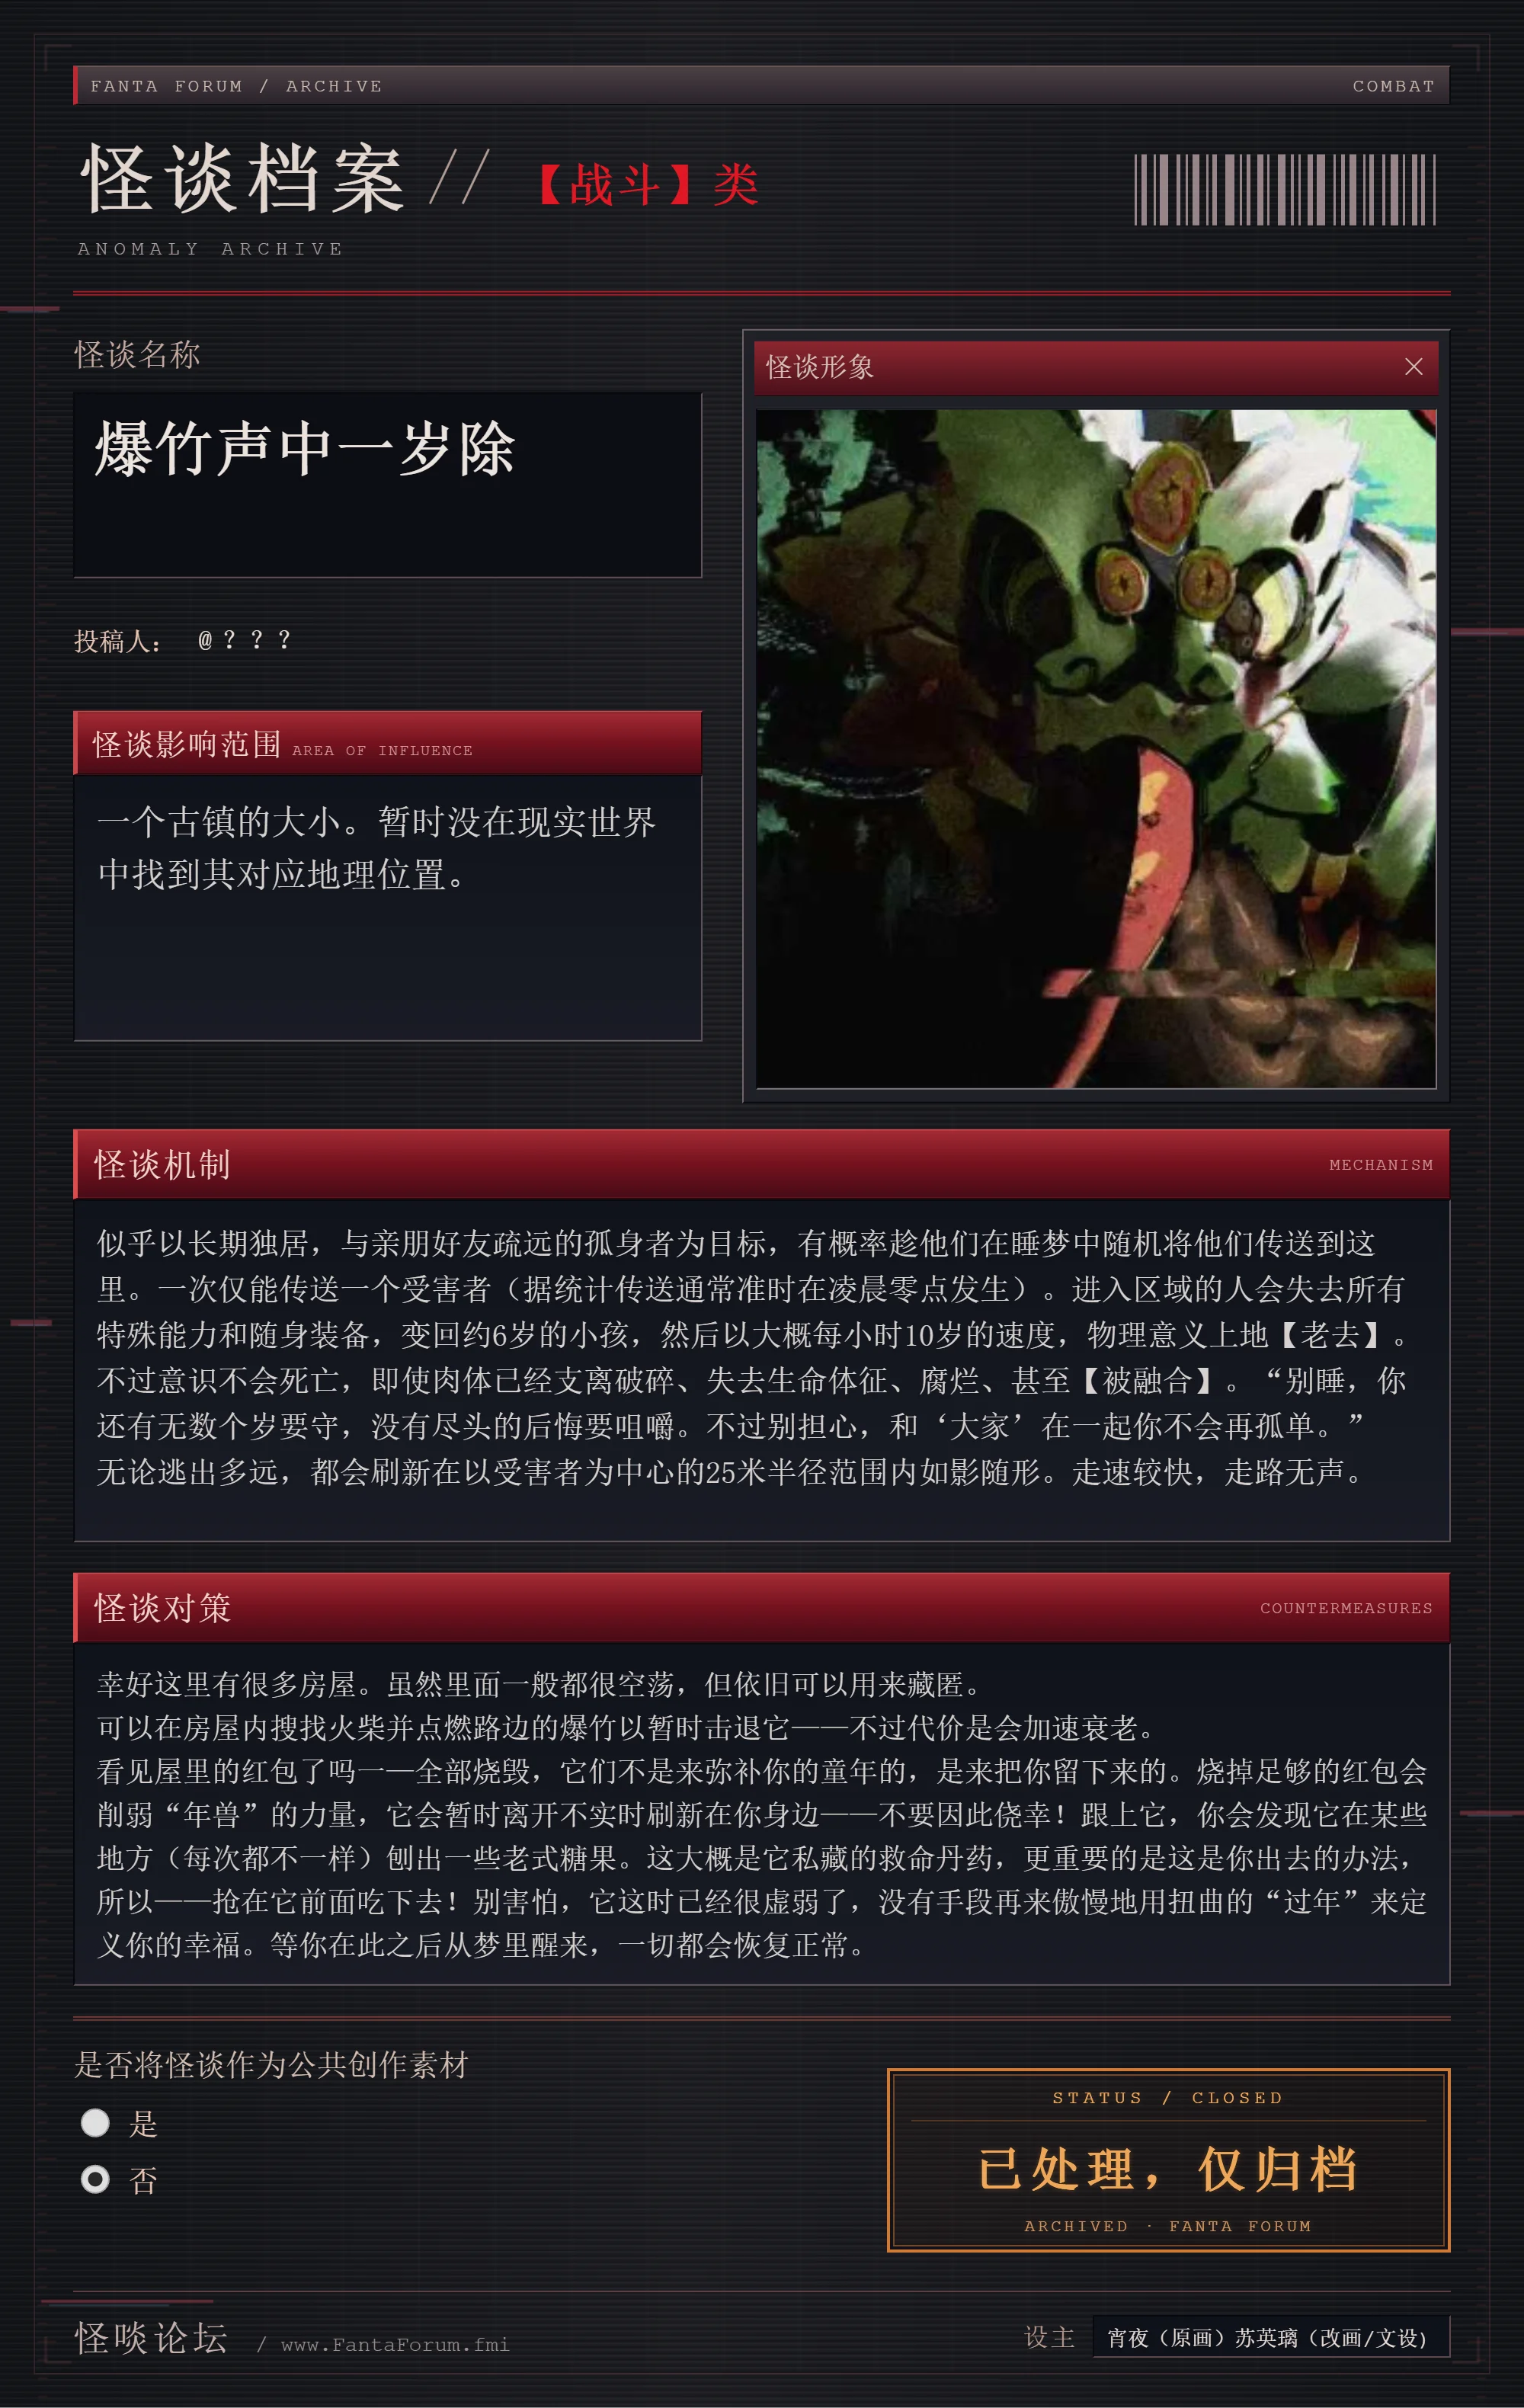 FANTA FORUM / ARCHIVE
COMBAT
怪谈档案 // 【战斗】类
ANOMALY ARCHIVE
怪谈名称
爆竹声中一岁除
投稿人： @？？？
怪谈影响范围 AREA OF INFLUENCE
一个古镇的大小。暂时没在现实世界
中找到其对应地理位置。
怪谈形象
怪谈机制
MECHANISM
似乎以长期独居，与亲朋好友疏远的孤身者为目标，有概率趁他们在睡梦中随机将他们传送到这
里。一次仅能传送一个受害者（据统计传送通常准时在凌晨零点发生）。进入区域的人会失去所有
特殊能力和随身装备，变回约6岁的小孩，然后以大概每小时10岁的速度，物理意义上地【老去】。
不过意识不会死亡，即使肉体已经支离破碎、失去生命体征、腐烂、甚至【被融合】。“别睡，你
还有无数个岁要守，没有尽头的后悔要咀嚼。不过别担心，和‘大家’在一起你不会再孤单。”
无论逃出多远，都会刷新在以受害者为中心的25米半径范围内如影随形。走速较快，走路无声。
怪谈对策
COUNTERMEASURES
幸好这里有很多房屋。虽然里面一般都很空荡，但依旧可以用来藏匿。
可以在房屋内搜找火柴并点燃路边的爆竹以暂时击退它——不过代价是会加速衰老。
看见屋里的红包了吗一—全部烧毁，它们不是来弥补你的童年的，是来把你留下来的。烧掉足够的红包会
削弱“年兽”的力量，它会暂时离开不实时刷新在你身边——不要因此侥幸！跟上它，你会发现它在某些
地方（每次都不一样）刨出一些老式糖果。这大概是它私藏的救命丹药，更重要的是这是你出去的办法，
所以——抢在它前面吃下去！别害怕，它这时已经很虚弱了，没有手段再来傲慢地用扭曲的“过年”来定
义你的幸福。等你在此之后从梦里醒来，一切都会恢复正常。
是否将怪谈作为公共创作素材
是
否
STATUS / CLOSED
已处理，仅归档
ARCHIVED · FANTA FORUM
怪啖论坛 / www.FantaForum.fmi
设主 宵夜（原画）苏英璃（改画/文设）